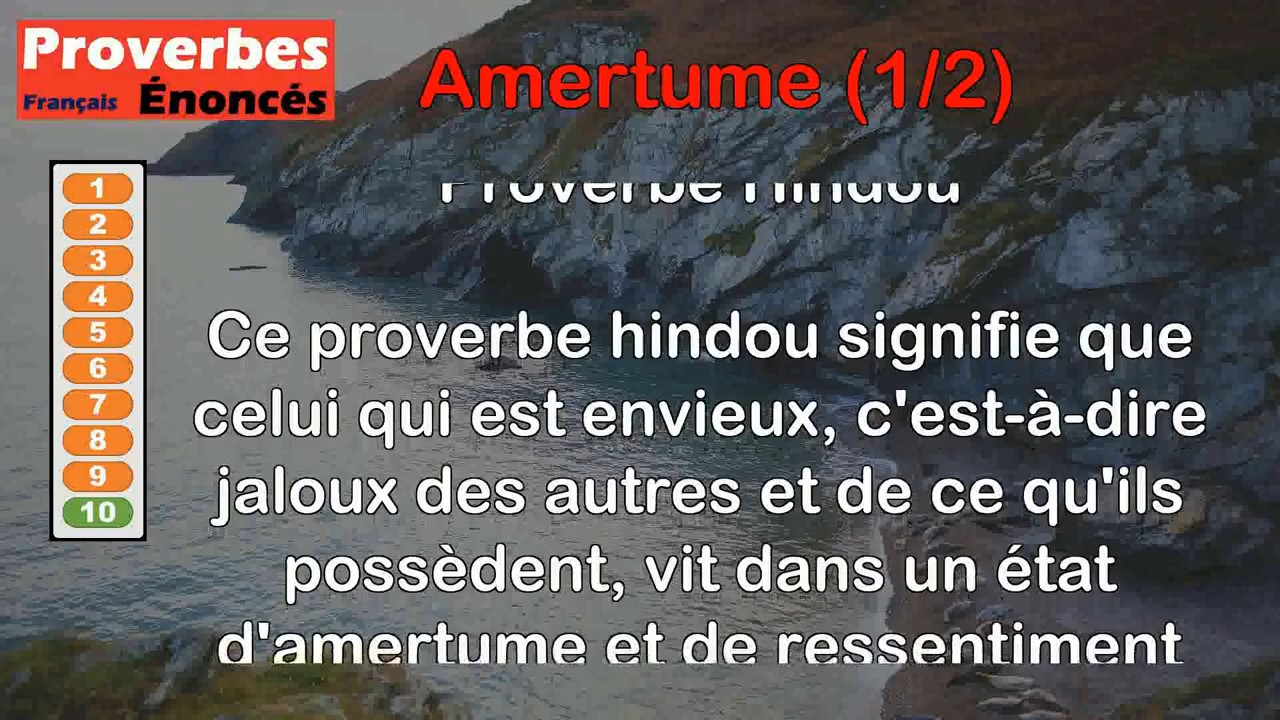 Proverbes
Français Énoncés
Amertume (1/2)
Proverbe Hindou
1
2
3
4
5
6
7
8
9
10
Ce proverbe hindou signifie que
celui qui est envieux, c'est-à-dire
jaloux des autres et de ce qu'ils
possèdent, vit dans un état
d'amertume et de ressentiment